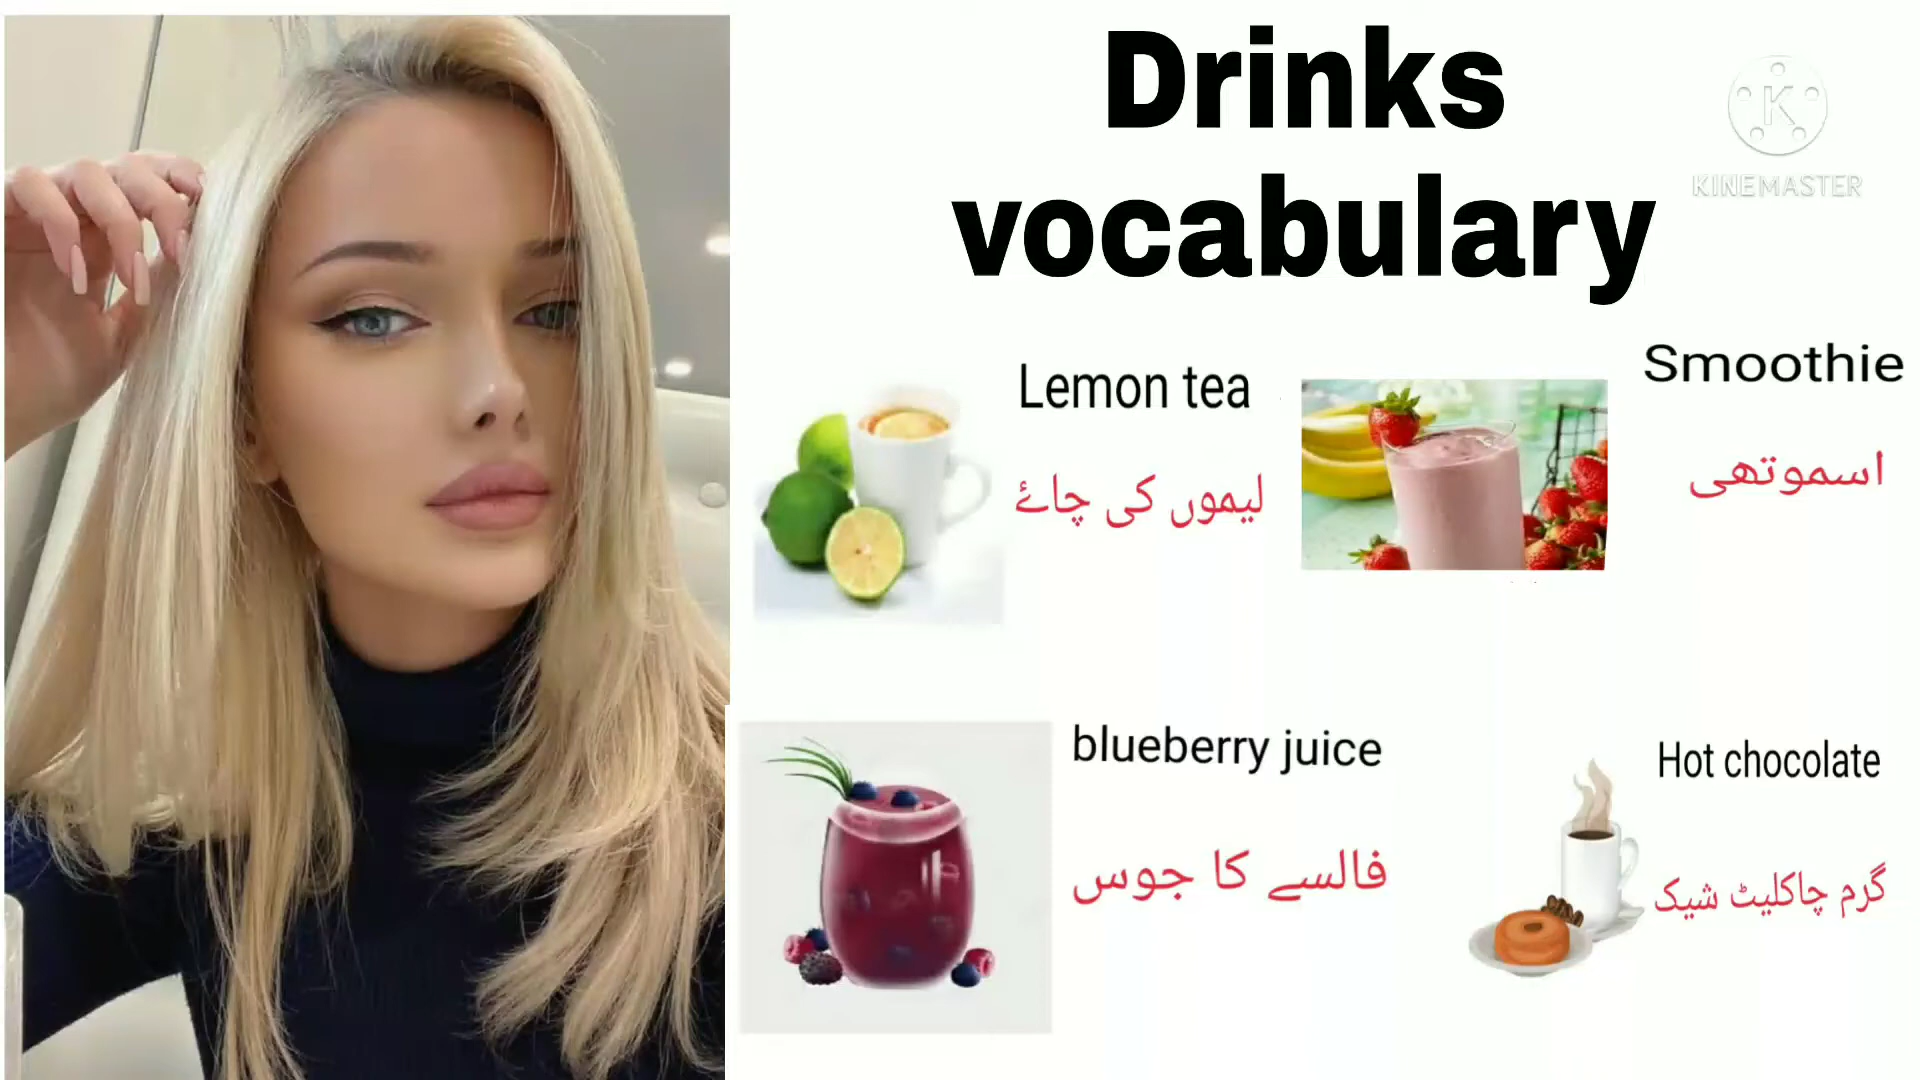 Drinks
vocabulary
KINEMASTER
Lemon tea
لیموں کی چائے
Smoothie
اسموتھی
blueberry juice
فالسے کا جوس
Hot chocolate
گرم چاکلیٹ شیک